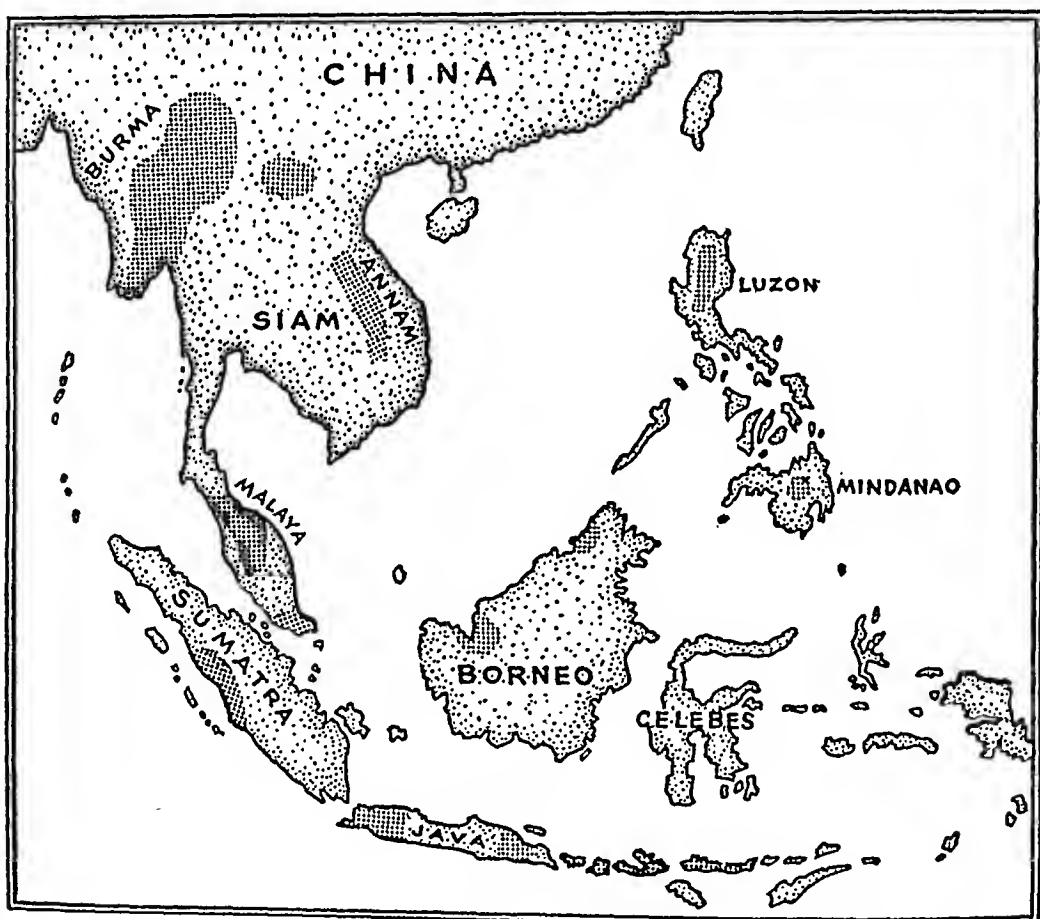 CHINA
BURMA
ANNAM
LUZON
SIAM
MALAYA
MINDANAO
SUMATRA
BORNEO
CELEBES
JAVA